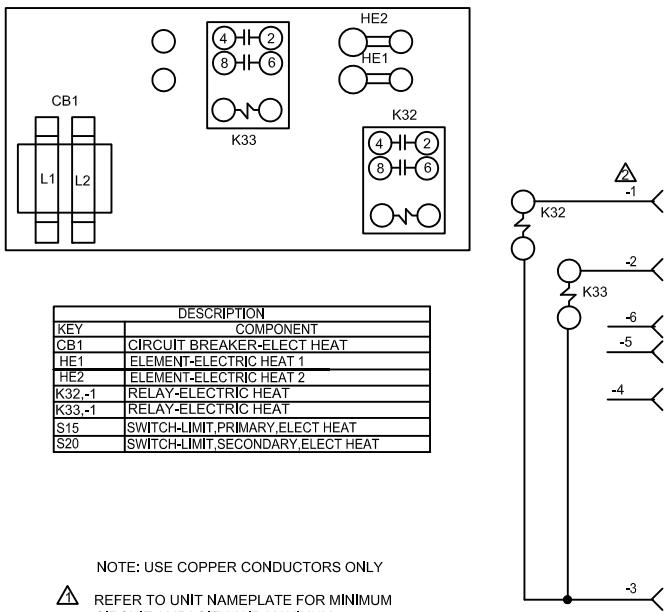 HE2
4 2
HE1
8 6
CB1
K33
K32
4 2
8 6
L1 L2
2
-1
K32
-2
K33
-6
-5
-4
-3
DESCRIPTION
KEY COMPONENT
CB1 CIRCUIT BREAKER-ELECT HEAT
HE1 ELEMENT-ELECTRIC HEAT 1
HE2 ELEMENT-ELECTRIC HEAT 2
K32,-1 RELAY-ELECTRIC HEAT
K33,-1 RELAY-ELECTRIC HEAT
S15 SWITCH-LIMIT,PRIMARY,ELECT HEAT
S20 SWITCH-LIMIT,SECONDARY,ELECT HEAT
NOTE: USE COPPER CONDUCTORS ONLY
1 REFER TO UNIT NAMEPLATE FOR MINIMUM